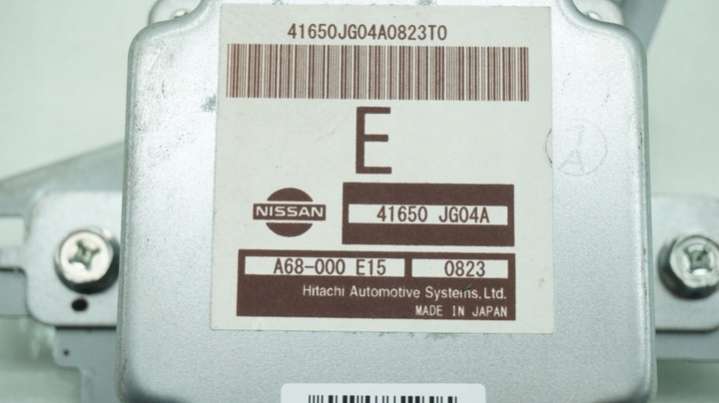 41650JG04A0823T0
E
NISSAN
41650 JG04A
A68-000 E15 0823
Hitachi Automotive Systems, Ltd.
MADE IN JAPAN